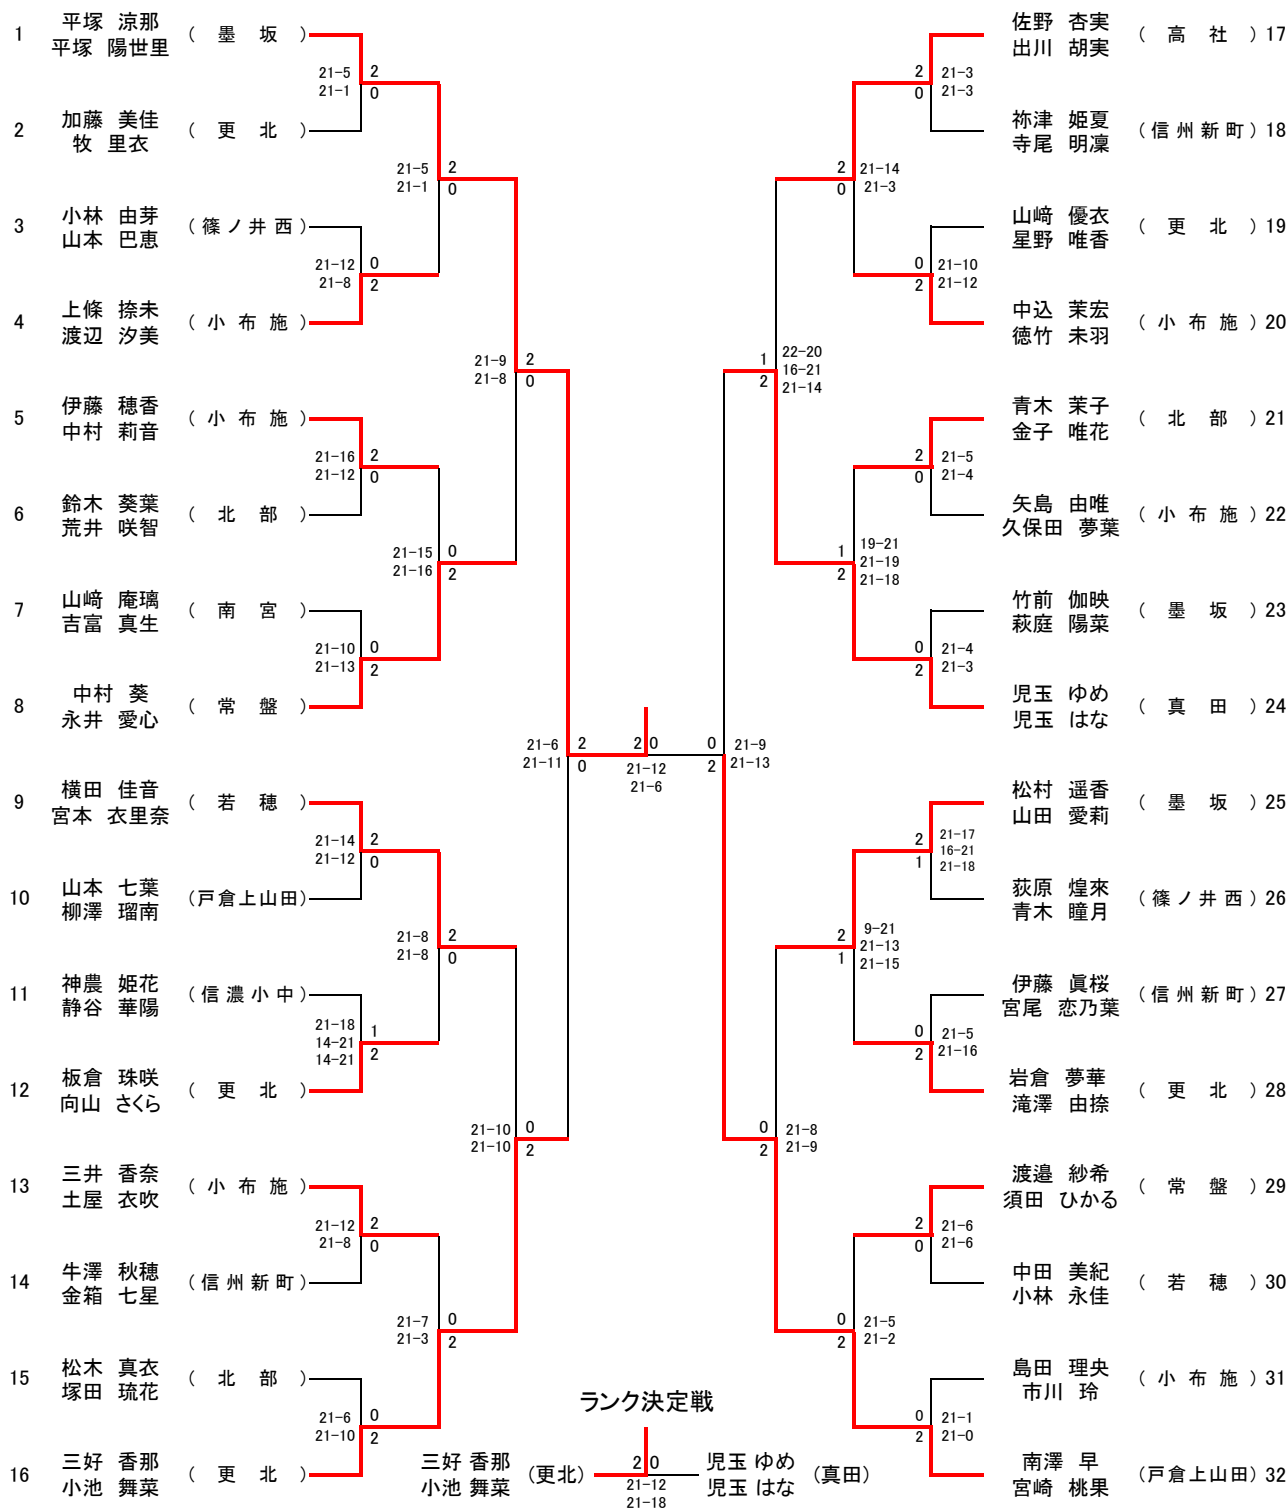 1 平塚 涼那 平塚 陽世里 ( 墨 坂 )
21-5 2
21-1 0
2 加藤 美佳 牧 里衣 ( 更 北 )
21-5 2
21-1 0
3 小林 由芽 山本 巴恵 ( 篠ノ井西 )
21-12 0
21-8 2
4 上條 捺未 渡辺 汐美 ( 小 布 施 )
21-9 2
21-8 0
5 伊藤 穂香 中村 莉音 ( 小 布 施 )
21-16 2
21-12 0
6 鈴木 葵葉 荒井 咲智 ( 北 部 )
21-15 0
21-16 2
7 山﨑 庵璃 吉富 真生 ( 南 宮 )
21-10 0
21-13 2
8 中村 葵 永井 愛心 ( 常 盤 )
21-6 2
21-11 0
9 横田 佳音 宮本 衣里奈 ( 若 穂 )
21-14 2
21-12 0
10 山本 七葉 柳澤 瑠南 (戸倉上山田)
21-8 2
21-8 0
11 神農 姫花 静谷 華陽 (信濃小中)
21-18 1
14-21
14-21 2
12 板倉 珠咲 向山 さくら ( 更 北 )
21-10 0
21-10 2
13 三井 香奈 土屋 衣吹 ( 小 布 施 )
21-12 2
21-8 0
14 牛澤 秋穂 金箱 七星 (信州新町)
21-7 0
21-3 2
15 松木 真衣 塚田 琉花 ( 北 部 )
21-6 0
21-10 2
16 三好 香那 小池 舞菜 ( 更 北 )
2 0
21-12
21-6
佐野 杏実 出川 胡実 ( 高 社 ) 17
2 21-3
0 21-3
祢津 姫夏 寺尾 明凜 (信州新町) 18
2 21-14
0 21-3
山﨑 優衣 星野 唯香 ( 更 北 ) 19
0 21-10
2 21-12
中込 茉宏 徳竹 未羽 ( 小 布 施 ) 20
1 22-20
16-21
2 21-14
青木 茉子 金子 唯花 ( 北 部 ) 21
2 21-5
0 21-4
矢島 由唯 久保田 夢葉 ( 小 布 施 ) 22
1 19-21
21-19
2 21-18
竹前 伽映 萩庭 陽菜 ( 墨 坂 ) 23
0 21-4
2 21-3
児玉 ゆめ 児玉 はな ( 真 田 ) 24
0 21-9
2 21-13
松村 遥香 山田 愛莉 ( 墨 坂 ) 25
2 21-17
16-21
1 21-18
荻原 煌來 青木 瞳月 (篠ノ井西) 26
2 9-21
21-13
1 21-15
伊藤 眞桜 宮尾 恋乃葉 (信州新町) 27
0 21-5
2 21-16
岩倉 夢華 滝澤 由捺 ( 更 北 ) 28
0 21-8
2 21-9
渡邉 紗希 須田 ひかる ( 常 盤 ) 29
2 21-6
0 21-6
中田 美紀 小林 永佳 ( 若 穂 ) 30
0 21-5
2 21-2
島田 理央 市川 玲 ( 小 布 施 ) 31
0 21-1
2 21-0
南澤 早 宮崎 桃果 (戸倉上山田) 32
ランク決定戦
三好 香那 小池 舞菜 (更北) 2 0 児玉 ゆめ 児玉 はな (真田)
21-12
21-18